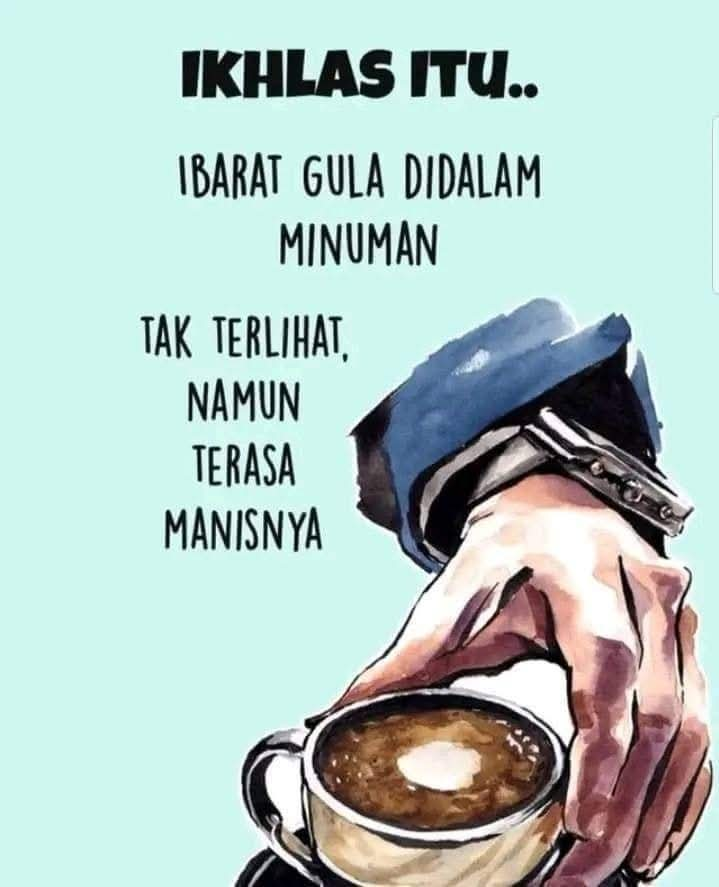 IKHLAS ITU..
IBARAT GULA DIDALAM
MINUMAN
TAK TERLIHAT,
NAMUN
TERASA
MANISNYA